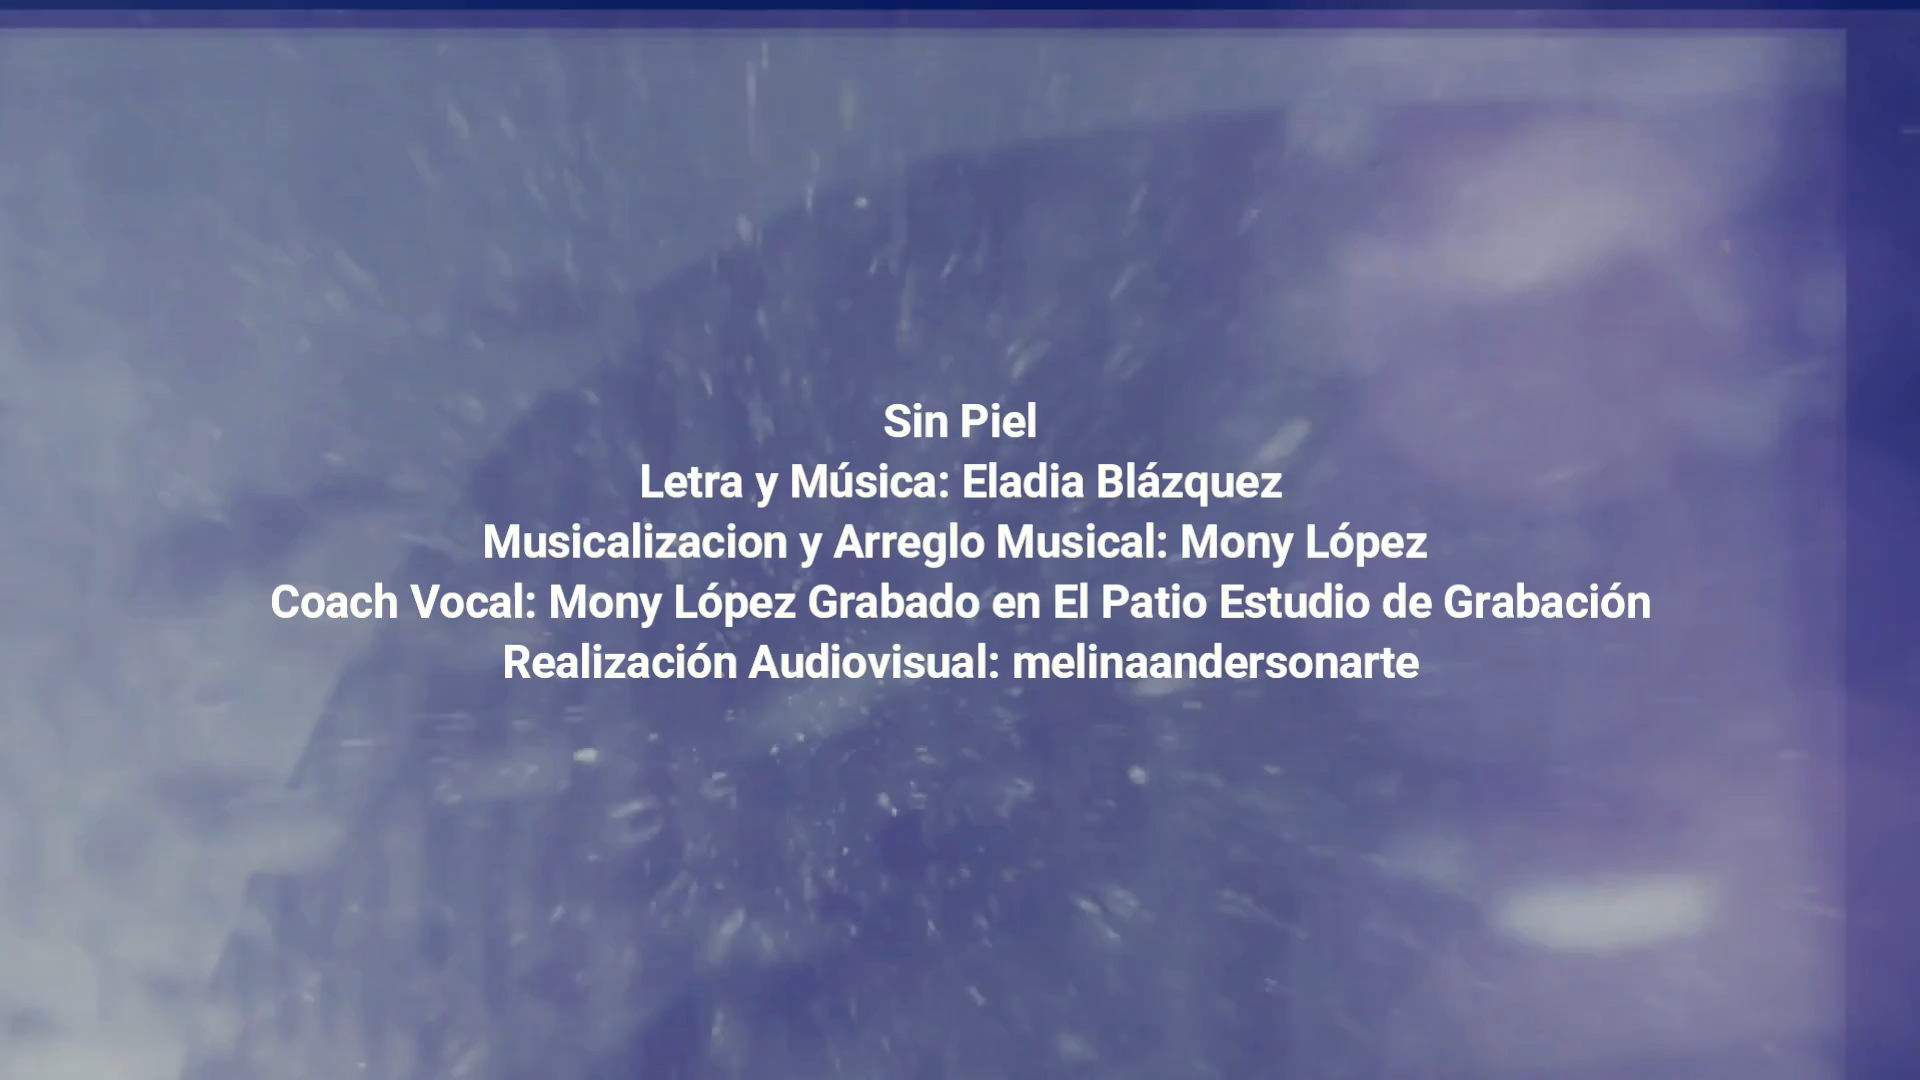 Sin Piel
Letra y Música: Eladia Blázquez
Musicalizacion y Arreglo Musical: Mony López
Coach Vocal: Mony López Grabado en El Patio Estudio de Grabación
Realización Audiovisual: melinaandersonarte